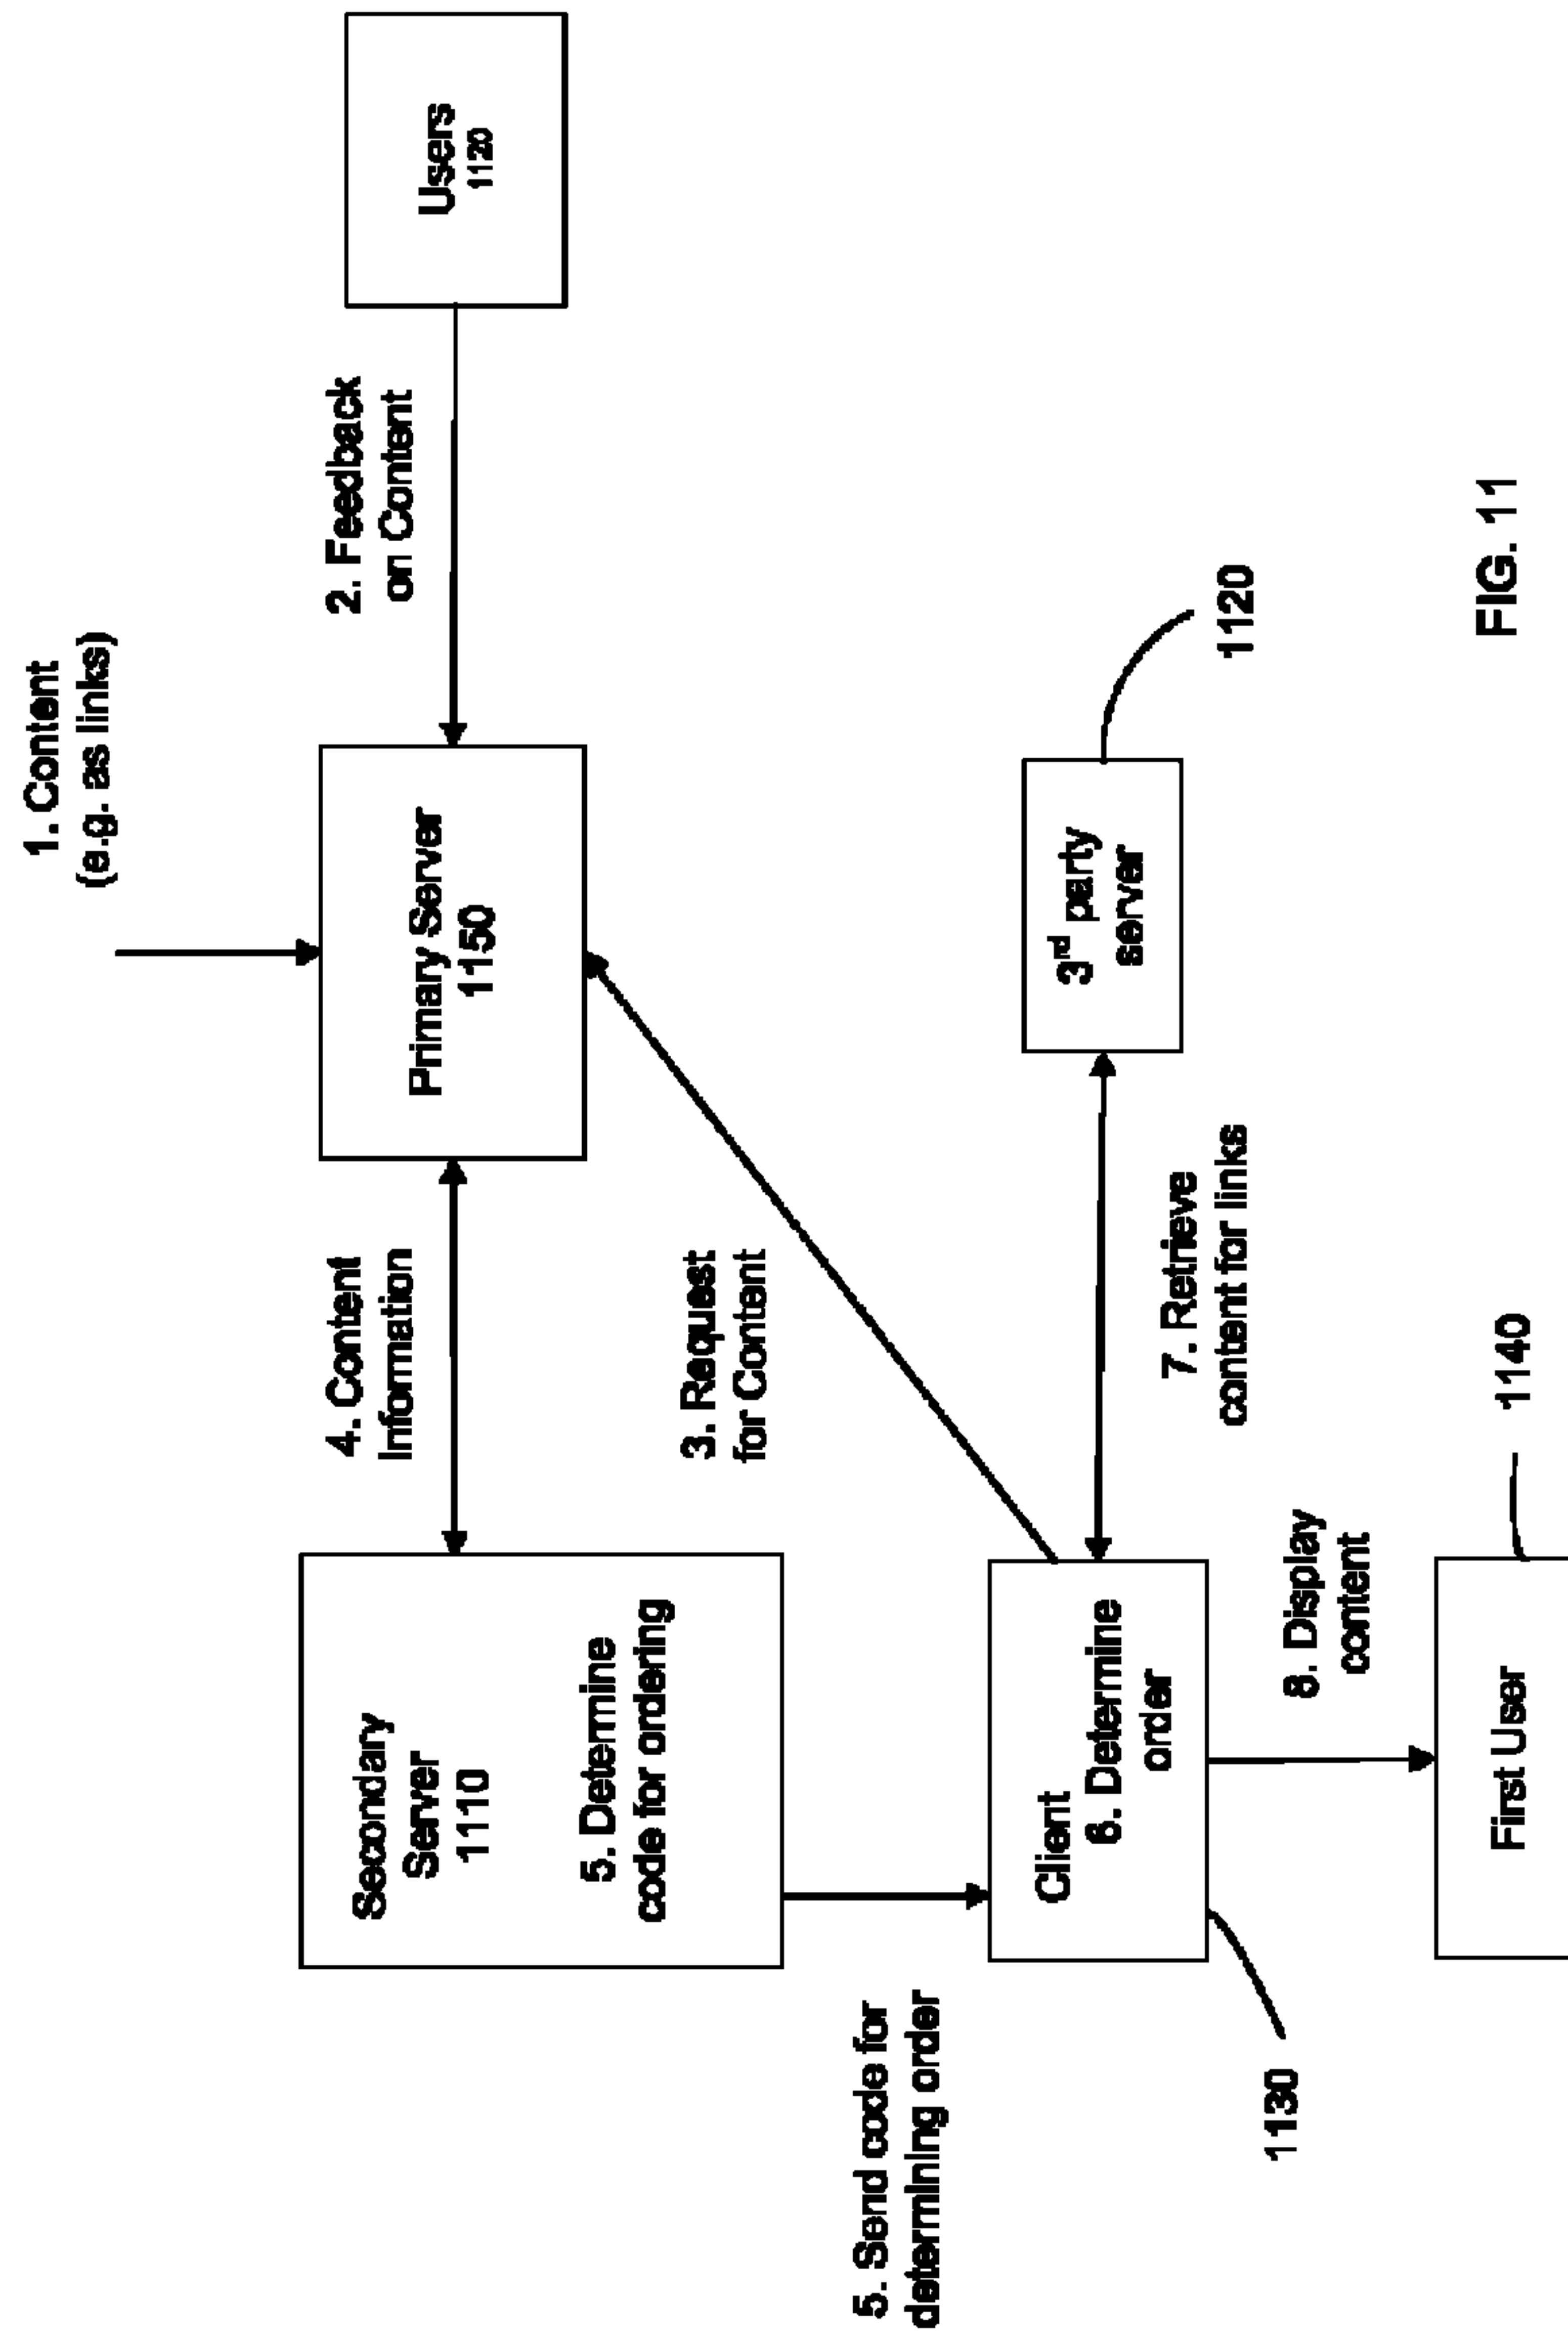 1. Content
(e.g. as links)
Secondary
Server
1110
5. Determine
code for ordering
4. Content
Information
Primary Server
1150
2. Feedback
on Content
Users
1120
3. Request
for Content
5. Send code for
determining order
Client
6. Determine
order
1130
7. Retrieve
content for links
3rd party
server
1120
8. Display
content
First User
1140
FIG. 11